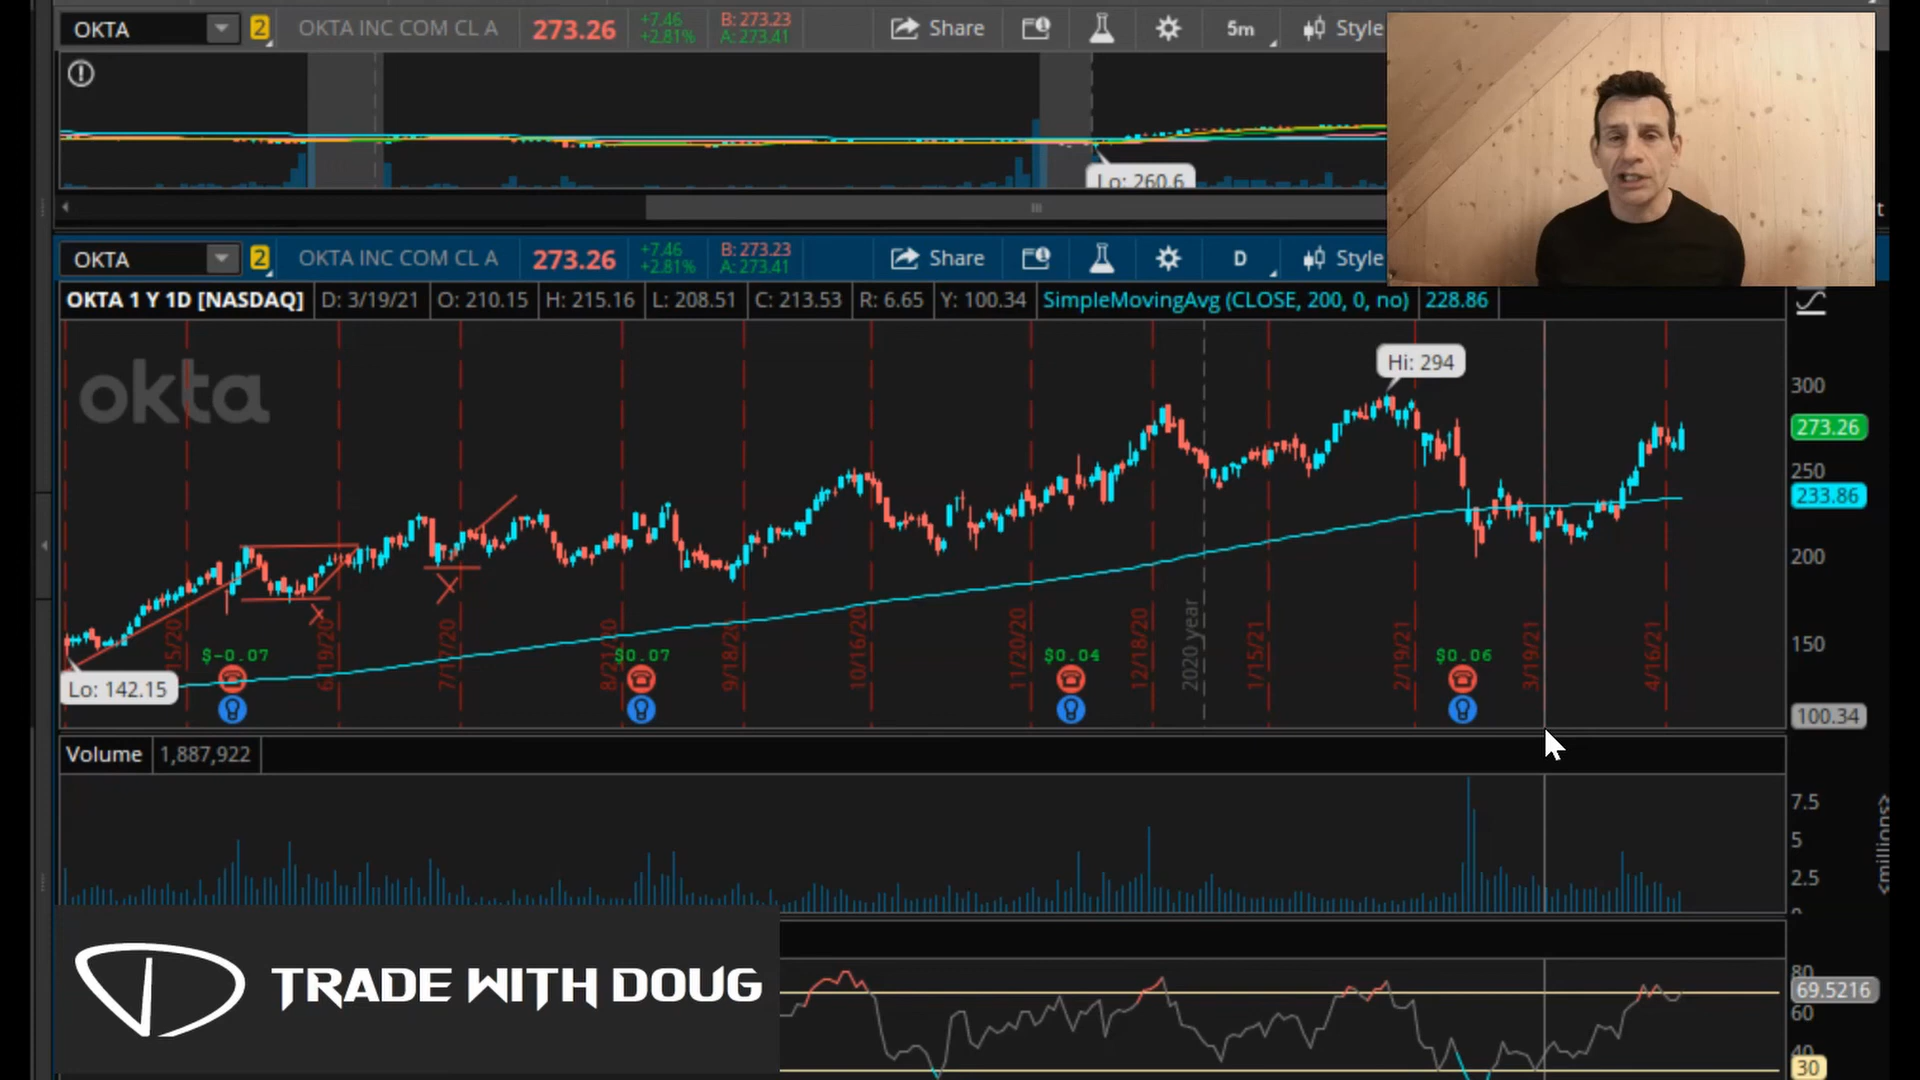 OKTA 2 OKTA INC COM CL A 273.26 +7.46 +2.81% B: 273.23 A: 273.41 Share 5m Style
Lo: 260.6
OKTA 2 OKTA INC COM CL A 273.26 +7.46 +2.81% B: 273.23 A: 273.41 Share D Style
OKTA 1 Y 1D [NASDAQ] D: 3/19/21 O: 210.15 H: 215.16 L: 208.51 C: 213.53 R: 6.65 Y: 100.34 SimpleMovingAvg (CLOSE, 200, 0, no) 228.86
okta
Hi: 294
300
273.26
250
233.86
200
150
100.34
15/20
6/19/20
7/17/20
8/21/20
9/18/20
10/16/20
11/20/20
12/18/20
2020 year
1/15/21
2/19/21
3/19/21
4/16/21
$-0.07
$0.07
$0.04
$0.06
Lo: 142.15
Volume 1,887,922
7.5
5
2.5
<millions>
TRADE WITH DOUG
80
69.5216
60
40
30